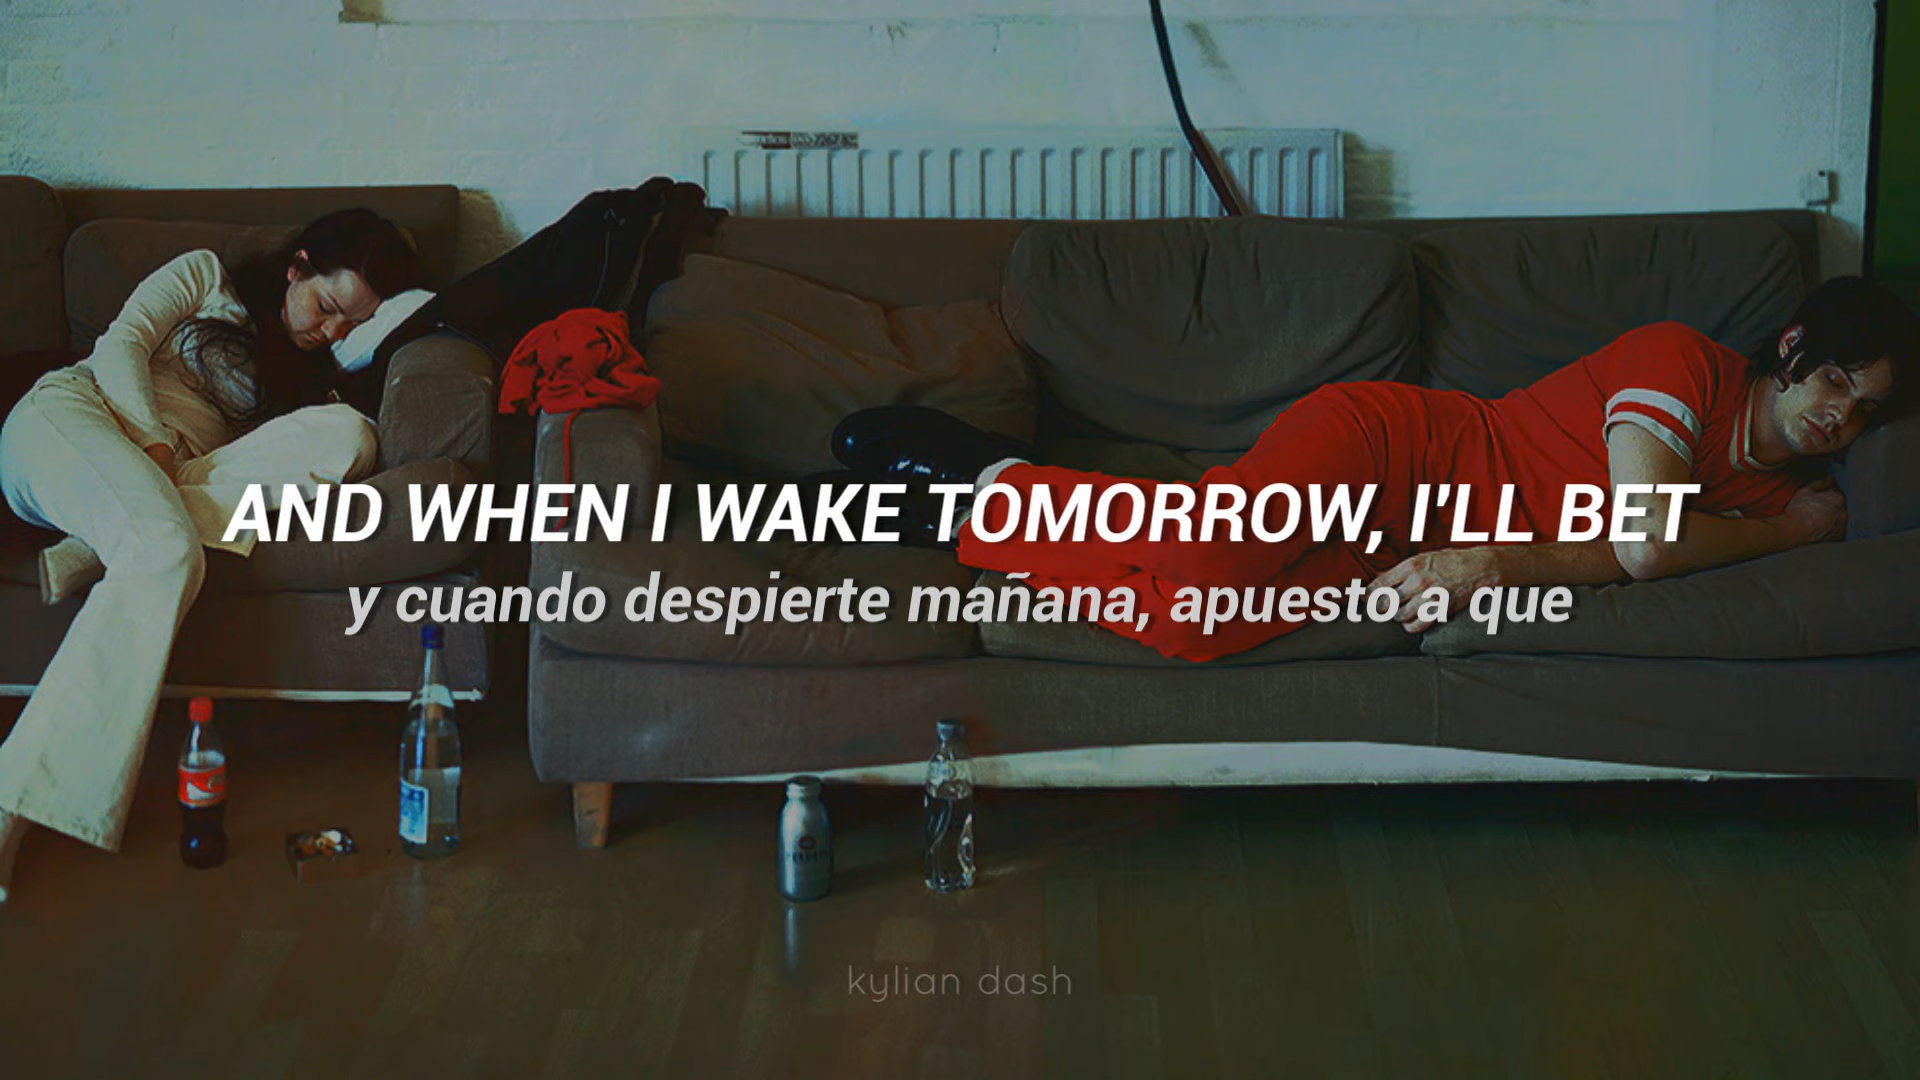 AND WHEN I WAKE TOMORROW, I'LL BET
y cuando despierte mañana, apuesto a que
kylian dash